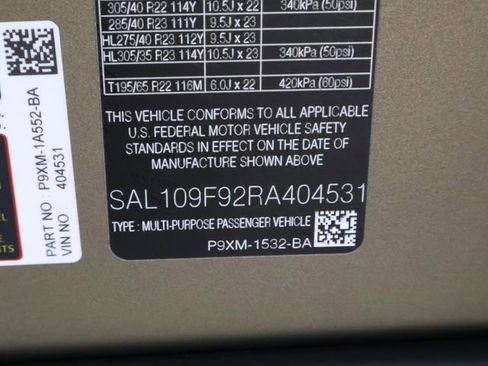 305/40 R22 114Y 10.5J x 22 340kPa (50psi)
285/40 R23 111Y 9.5J x 23
HL275/40 R23 112Y 9.5J x 23
HL305/35 R23 114Y 10.5J x 23 340kPa (50psi)
T195/65 R22 116M 6.0J x 22 420kPa (60psi)
THIS VEHICLE CONFORMS TO ALL APPLICABLE
U.S. FEDERAL MOTOR VEHICLE SAFETY
STANDARDS IN EFFECT ON THE DATE OF
MANUFACTURE SHOWN ABOVE
SAL109F92RA404531
TYPE : MULTI-PURPOSE PASSENGER VEHICLE
P9XM-1532-BA
PART NO : P9XM-1A552-BA
VIN NO : 404531